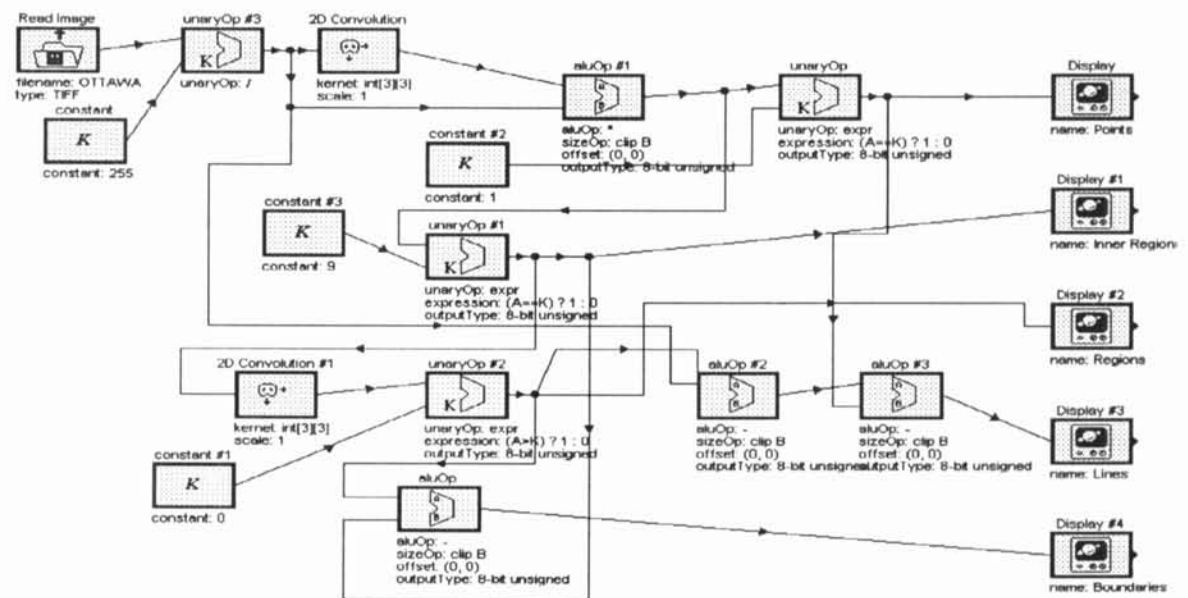 Read Image
filename: OTTAWA
type: TIFF
unaryOp #3
K
unaryOp: /
2D Convolution
kernel: int[3][3]
scale: 1
constant
K
constant: 255
aluOp #1
A
B
aluOp: *
sizeOp: clip B
offset: (0, 0)
outputType: 8-bit unsigned
unaryOp
K
unaryOp: expr
expression: (A==K) ? 1 : 0
outputType: 8-bit unsigned
Display
name: Points
constant #2
K
constant: 1
constant #3
K
constant: 9
unaryOp #1
K
unaryOp: expr
expression: (A==K) ? 1 : 0
outputType: 8-bit unsigned
Display #1
name: Inner Regions
Display #2
name: Regions
2D Convolution #1
kernel: int[3][3]
scale: 1
unaryOp #2
K
unaryOp: expr
expression: (A>K) ? 1 : 0
outputType: 8-bit unsigned
aluOp #2
A
B
aluOp: -
sizeOp: clip B
offset: (0, 0)
outputType: 8-bit unsigned
aluOp #3
A
B
aluOp: -
sizeOp: clip B
offset: (0, 0)
outputType: 8-bit unsigned
Display #3
name: Lines
constant #1
K
constant: 0
aluOp
A
B
aluOp: -
sizeOp: clip B
offset: (0, 0)
outputType: 8-bit unsigned
Display #4
name: Boundaries